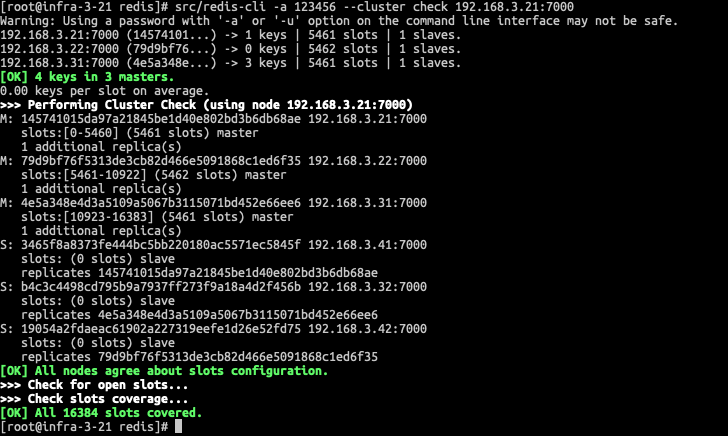 [root@infra-3-21 redis]# src/redis-cli -a 123456 --cluster check 192.168.3.21:7000
Warning: Using a password with '-a' or '-u' option on the command line interface may not be safe.
192.168.3.21:7000 (14574101...) -> 1 keys | 5461 slots | 1 slaves.
192.168.3.22:7000 (79d9bf76...) -> 0 keys | 5462 slots | 1 slaves.
192.168.3.31:7000 (4e5a348e...) -> 3 keys | 5461 slots | 1 slaves.
[OK] 4 keys in 3 masters.
0.00 keys per slot on average.
>>> Performing Cluster Check (using node 192.168.3.21:7000)
M: 145741015da97a21845be1d40e802bd3b6db68ae 192.168.3.21:7000
   slots:[0-5460] (5461 slots) master
   1 additional replica(s)
M: 79d9bf76f5313de3cb82d466e5091868c1ed6f35 192.168.3.22:7000
   slots:[5461-10922] (5462 slots) master
   1 additional replica(s)
M: 4e5a348e4d3a5109a5067b3115071bd452e66ee6 192.168.3.31:7000
   slots:[10923-16383] (5461 slots) master
   1 additional replica(s)
S: 3465f8a8373fe444bc5bb220180ac5571ec5845f 192.168.3.41:7000
   slots: (0 slots) slave
   replicates 145741015da97a21845be1d40e802bd3b6db68ae
S: b4c3c4498cd795b9a7937ff273f9a18a4d2f456b 192.168.3.32:7000
   slots: (0 slots) slave
   replicates 4e5a348e4d3a5109a5067b3115071bd452e66ee6
S: 19054a2fdaeac61902a227319eefe1d26e52fd75 192.168.3.42:7000
   slots: (0 slots) slave
   replicates 79d9bf76f5313de3cb82d466e5091868c1ed6f35
[OK] All nodes agree about slots configuration.
>>> Check for open slots...
>>> Check slots coverage...
[OK] All 16384 slots covered.
[root@infra-3-21 redis]#